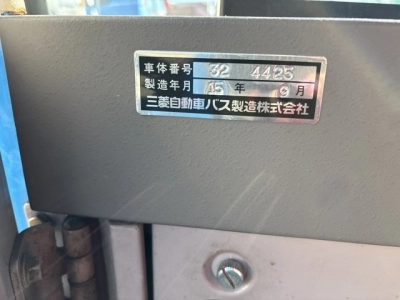 車体番号 32 4425
製造年月 15 年 9 月
三菱自動車バス製造株式会社